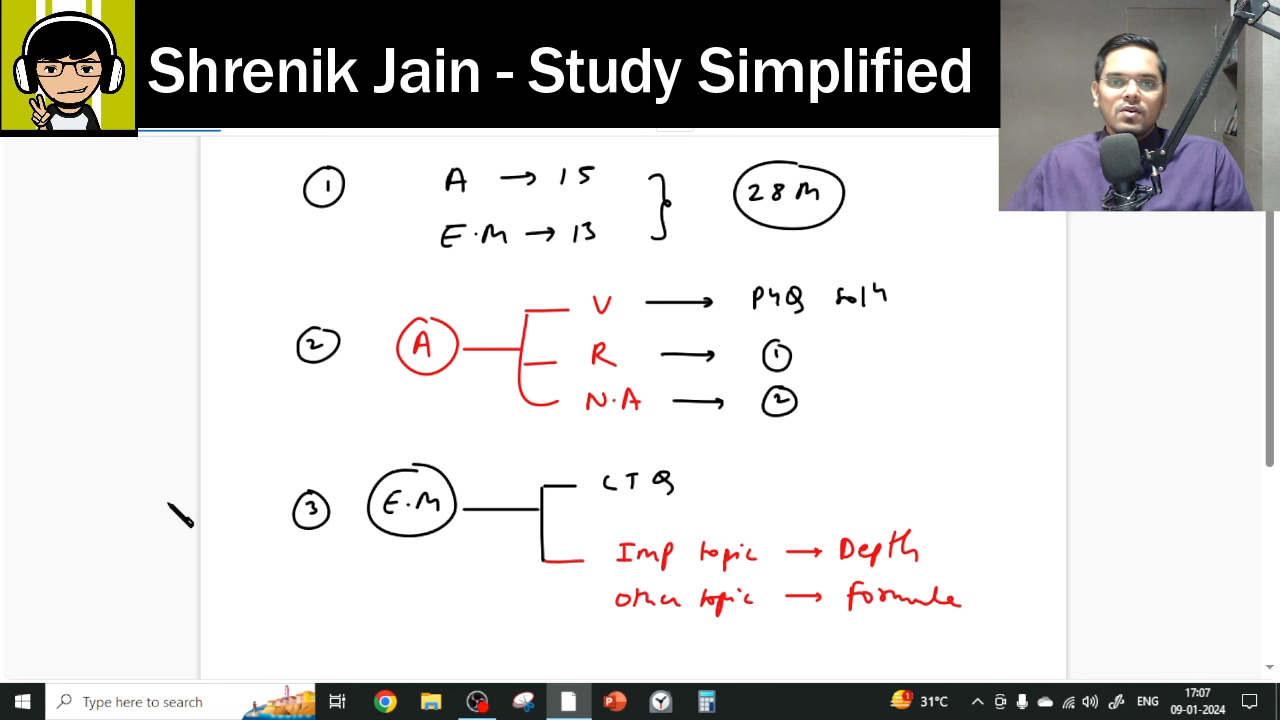 Shrenik Jain - Study Simplified
1 A → 15
E.M → 13
28 M
2 A V → PYQ Soln
R → 1
N.A → 2
3 E.M CTQ
Imp topic → Depth
Other topic → Formula
Type here to search
1
31°C
ENG
17:07
09-01-2024